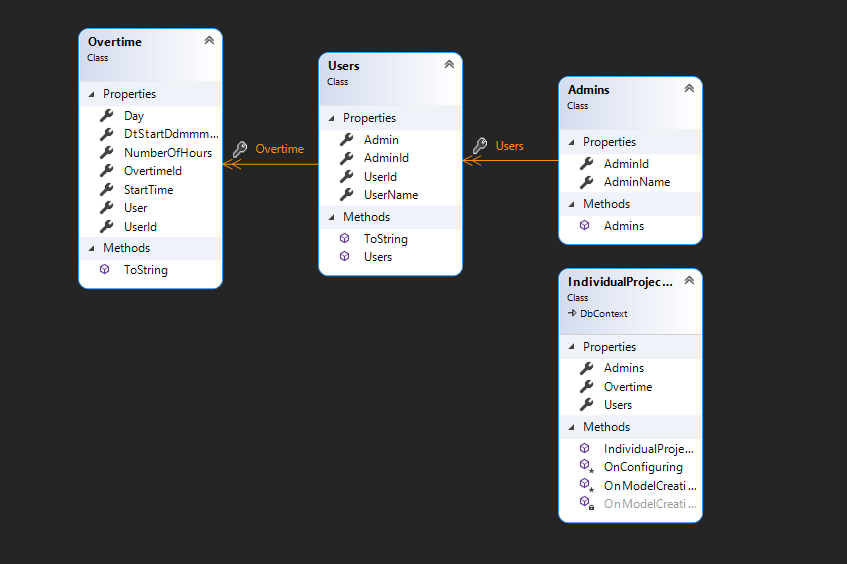 Overtime
Class
Properties
Day
DtStartDdmmm...
NumberOfHours
OvertimeId
StartTime
User
UserId
Methods
ToString
Overtime
Users
Class
Properties
Admin
AdminId
UserId
UserName
Methods
ToString
Users
Users
Admins
Class
Properties
AdminId
AdminName
Methods
Admins
IndividualProjec...
Class
DbContext
Properties
Admins
Overtime
Users
Methods
IndividualProje...
OnConfiguring
OnModelCreati...
OnModelCreati...